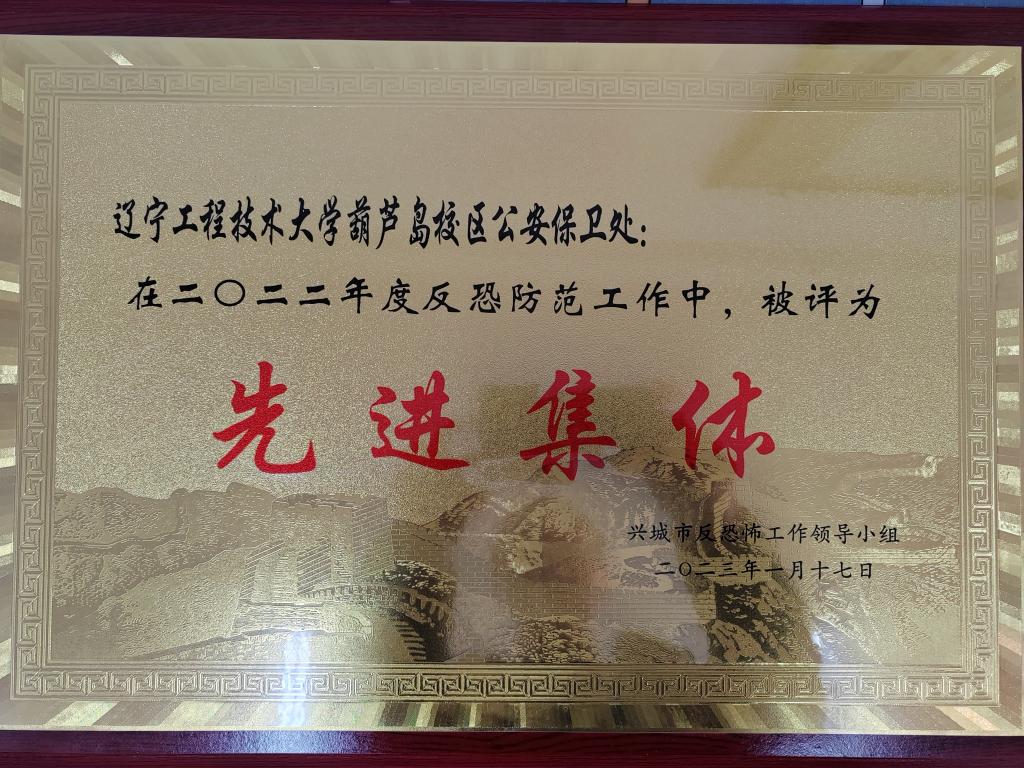 辽宁工程技术大学葫芦岛校区公安保卫处:
在二〇二二年度反恐防范工作中，被评为
先进集体
兴城市反恐怖工作领导小组
二〇二三年一月十七日